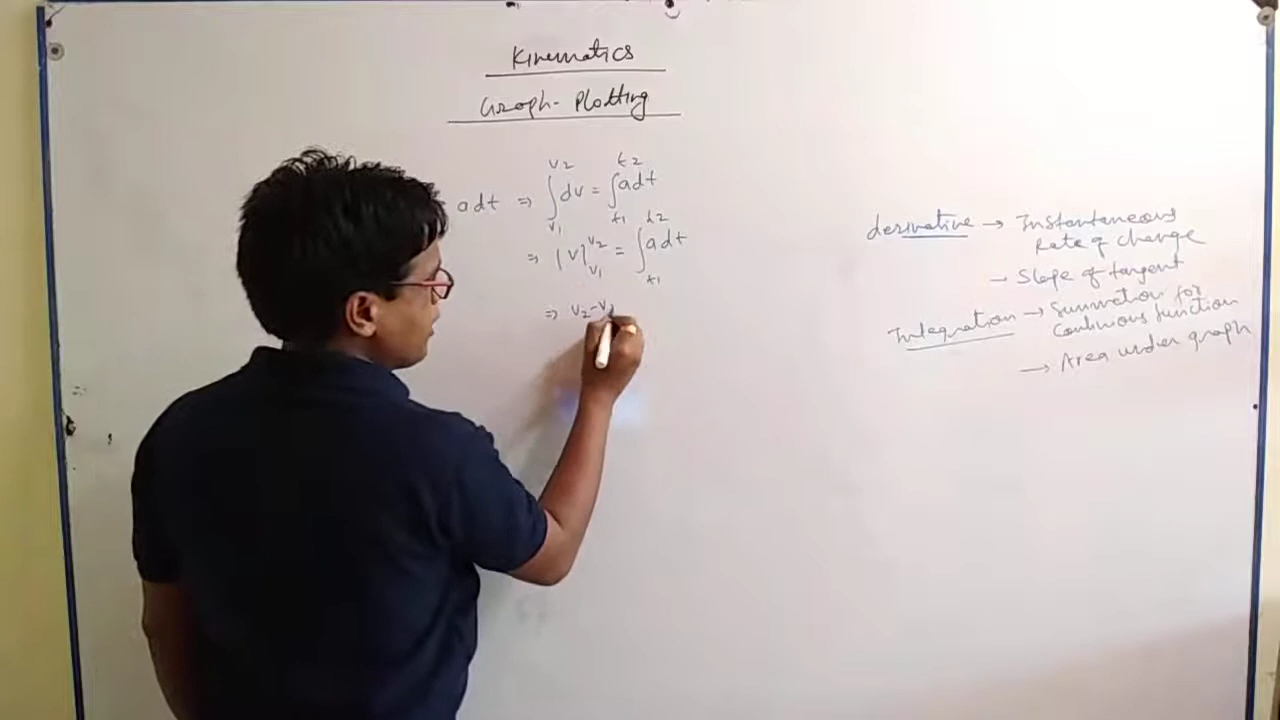 Kinematics
Graph- Plotting
adt ⇒ ∫_{v1}^{v2} dv = ∫_{t1}^{t2} adt
⇒ |v|_{v1}^{v2} = ∫_{t1}^{t2} adt
⇒ v2-v1
derivative → Instantaneous
Rate of change
→ Slope of tangent
Integration → Summetion for
Continuous function
→ Area under graph